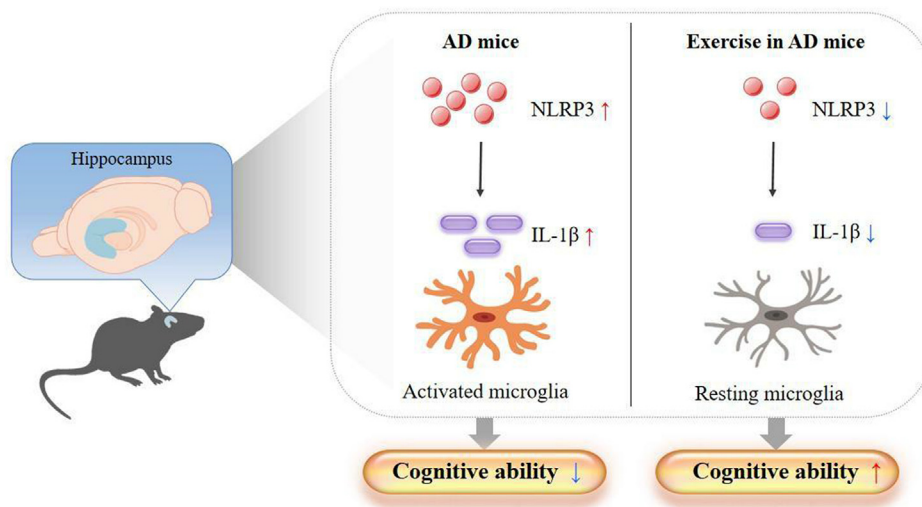 AD mice
Exercise in AD mice
NLRP3 ↑
NLRP3 ↓
Hippocampus
IL-1β ↑
IL-1β ↓
Activated microglia
Resting microglia
Cognitive ability ↓
Cognitive ability ↑